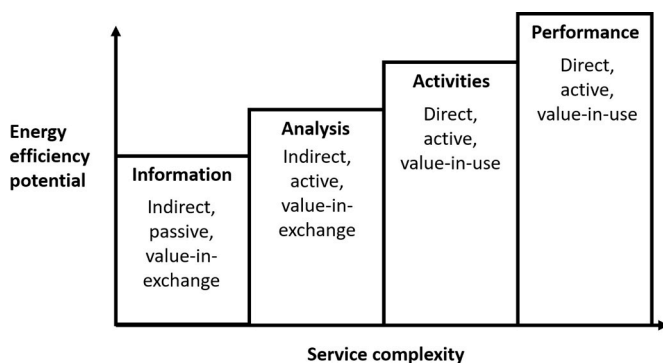 Energy
efficiency
potential
Information
Indirect,
passive,
value-in-
exchange
Analysis
Indirect,
active,
value-in-
exchange
Activities
Direct,
active,
value-in-use
Performance
Direct,
active,
value-in-use
Service complexity